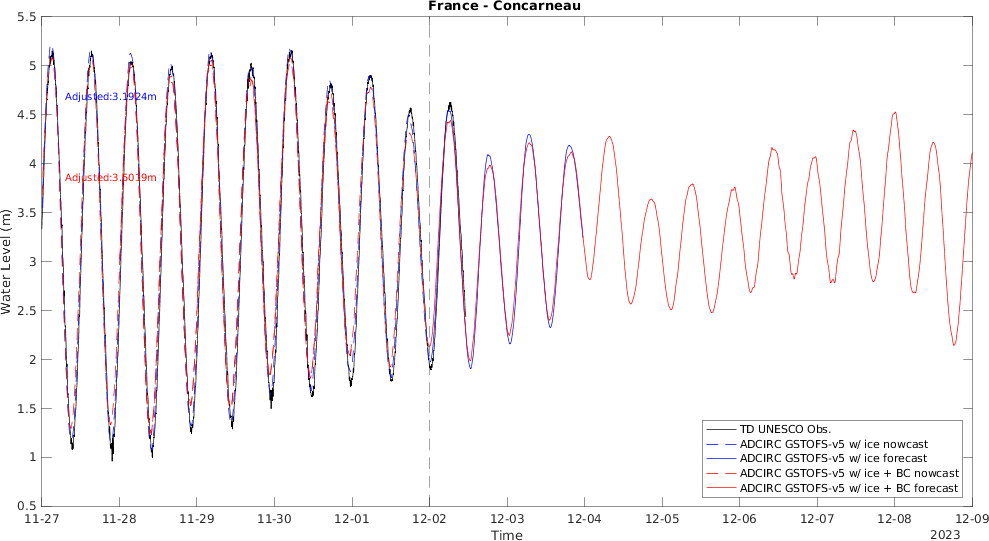 France - Concarneau
5.5
5
4.5
4
3.5
3
2.5
2
1.5
1
0.5
Water Level (m)
Adjusted:3.1924m
Adjusted:3.6019m
TD UNESCO Obs.
ADCIRC GSTOFS-v5 w/ ice nowcast
ADCIRC GSTOFS-v5 w/ ice forecast
ADCIRC GSTOFS-v5 w/ ice + BC nowcast
ADCIRC GSTOFS-v5 w/ ice + BC forecast
11-27 11-28 11-29 11-30 12-01 12-02 12-03 12-04 12-05 12-06 12-07 12-08 12-09
Time
2023